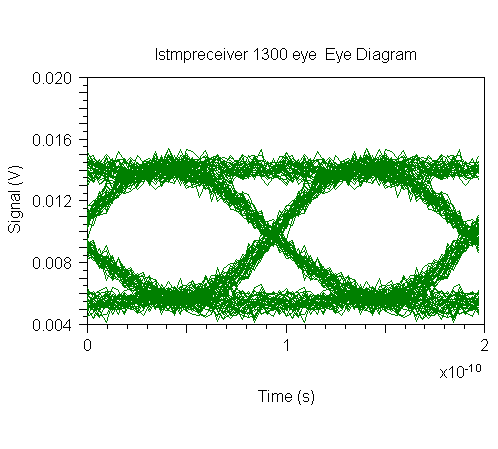 lstmpreceiver 1300 eye  Eye Diagram
0.020
0.016
0.012
0.008
0.004
Signal (V)
0 1 2
x10-10
Time (s)